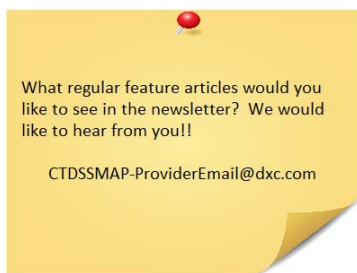 What regular feature articles would you
like to see in the newsletter?  We would
like to hear from you!!
CTDSSMAP-ProviderEmail@dxc.com